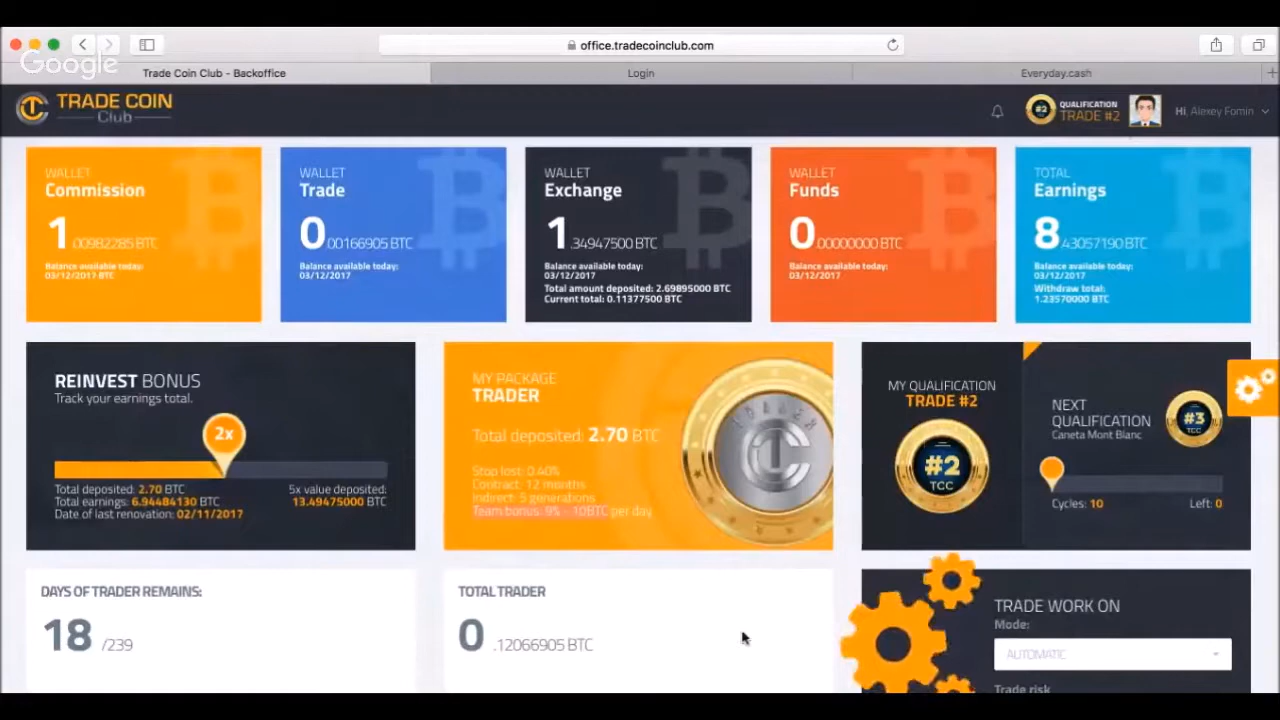 office.tradecoinclub.com
Google
Trade Coin Club - Backoffice
Login
Everyday.cash
TRADE COIN
Club
#2
QUALIFICATION
TRADE #2
Hi, Alexey Fomin
WALLET
Commission
1.00982285 BTC
Balance available today:
03/12/2017 BTC
WALLET
Trade
0.00166905 BTC
Balance available today:
03/12/2017
WALLET
Exchange
1.34947500 BTC
Balance available today:
03/12/2017
Total amount deposited: 2.69895000 BTC
Current total: 0.11377500 BTC
WALLET
Funds
0.00000000 BTC
Balance available today:
03/12/2017
TOTAL
Earnings
8.43057190 BTC
Balance available today:
03/12/2017
Withdraw total:
1.23570000 BTC
REINVEST BONUS
Track your earnings total.
2x
Total deposited: 2.70 BTC
Total earnings: 6.94484130 BTC
Date of last renovation: 02/11/2017
5x value deposited:
13.49475000 BTC
MY PACKAGE
TRADER
Total deposited: 2.70 BTC
Stop lost: 0.40%
Contract: 12 months
Indirect: 5 generations
Team bonus: 9% - 10BTC per day
TRADER
MY QUALIFICATION
TRADE #2
#2
TCC
NEXT
QUALIFICATION
Caneta Mont Blanc
#3
TCC
Cycles: 10
Left: 0
DAYS OF TRADER REMAINS:
18 /239
TOTAL TRADER
0.12066905 BTC
TRADE WORK ON
Mode:
AUTOMATIC
Trade risk